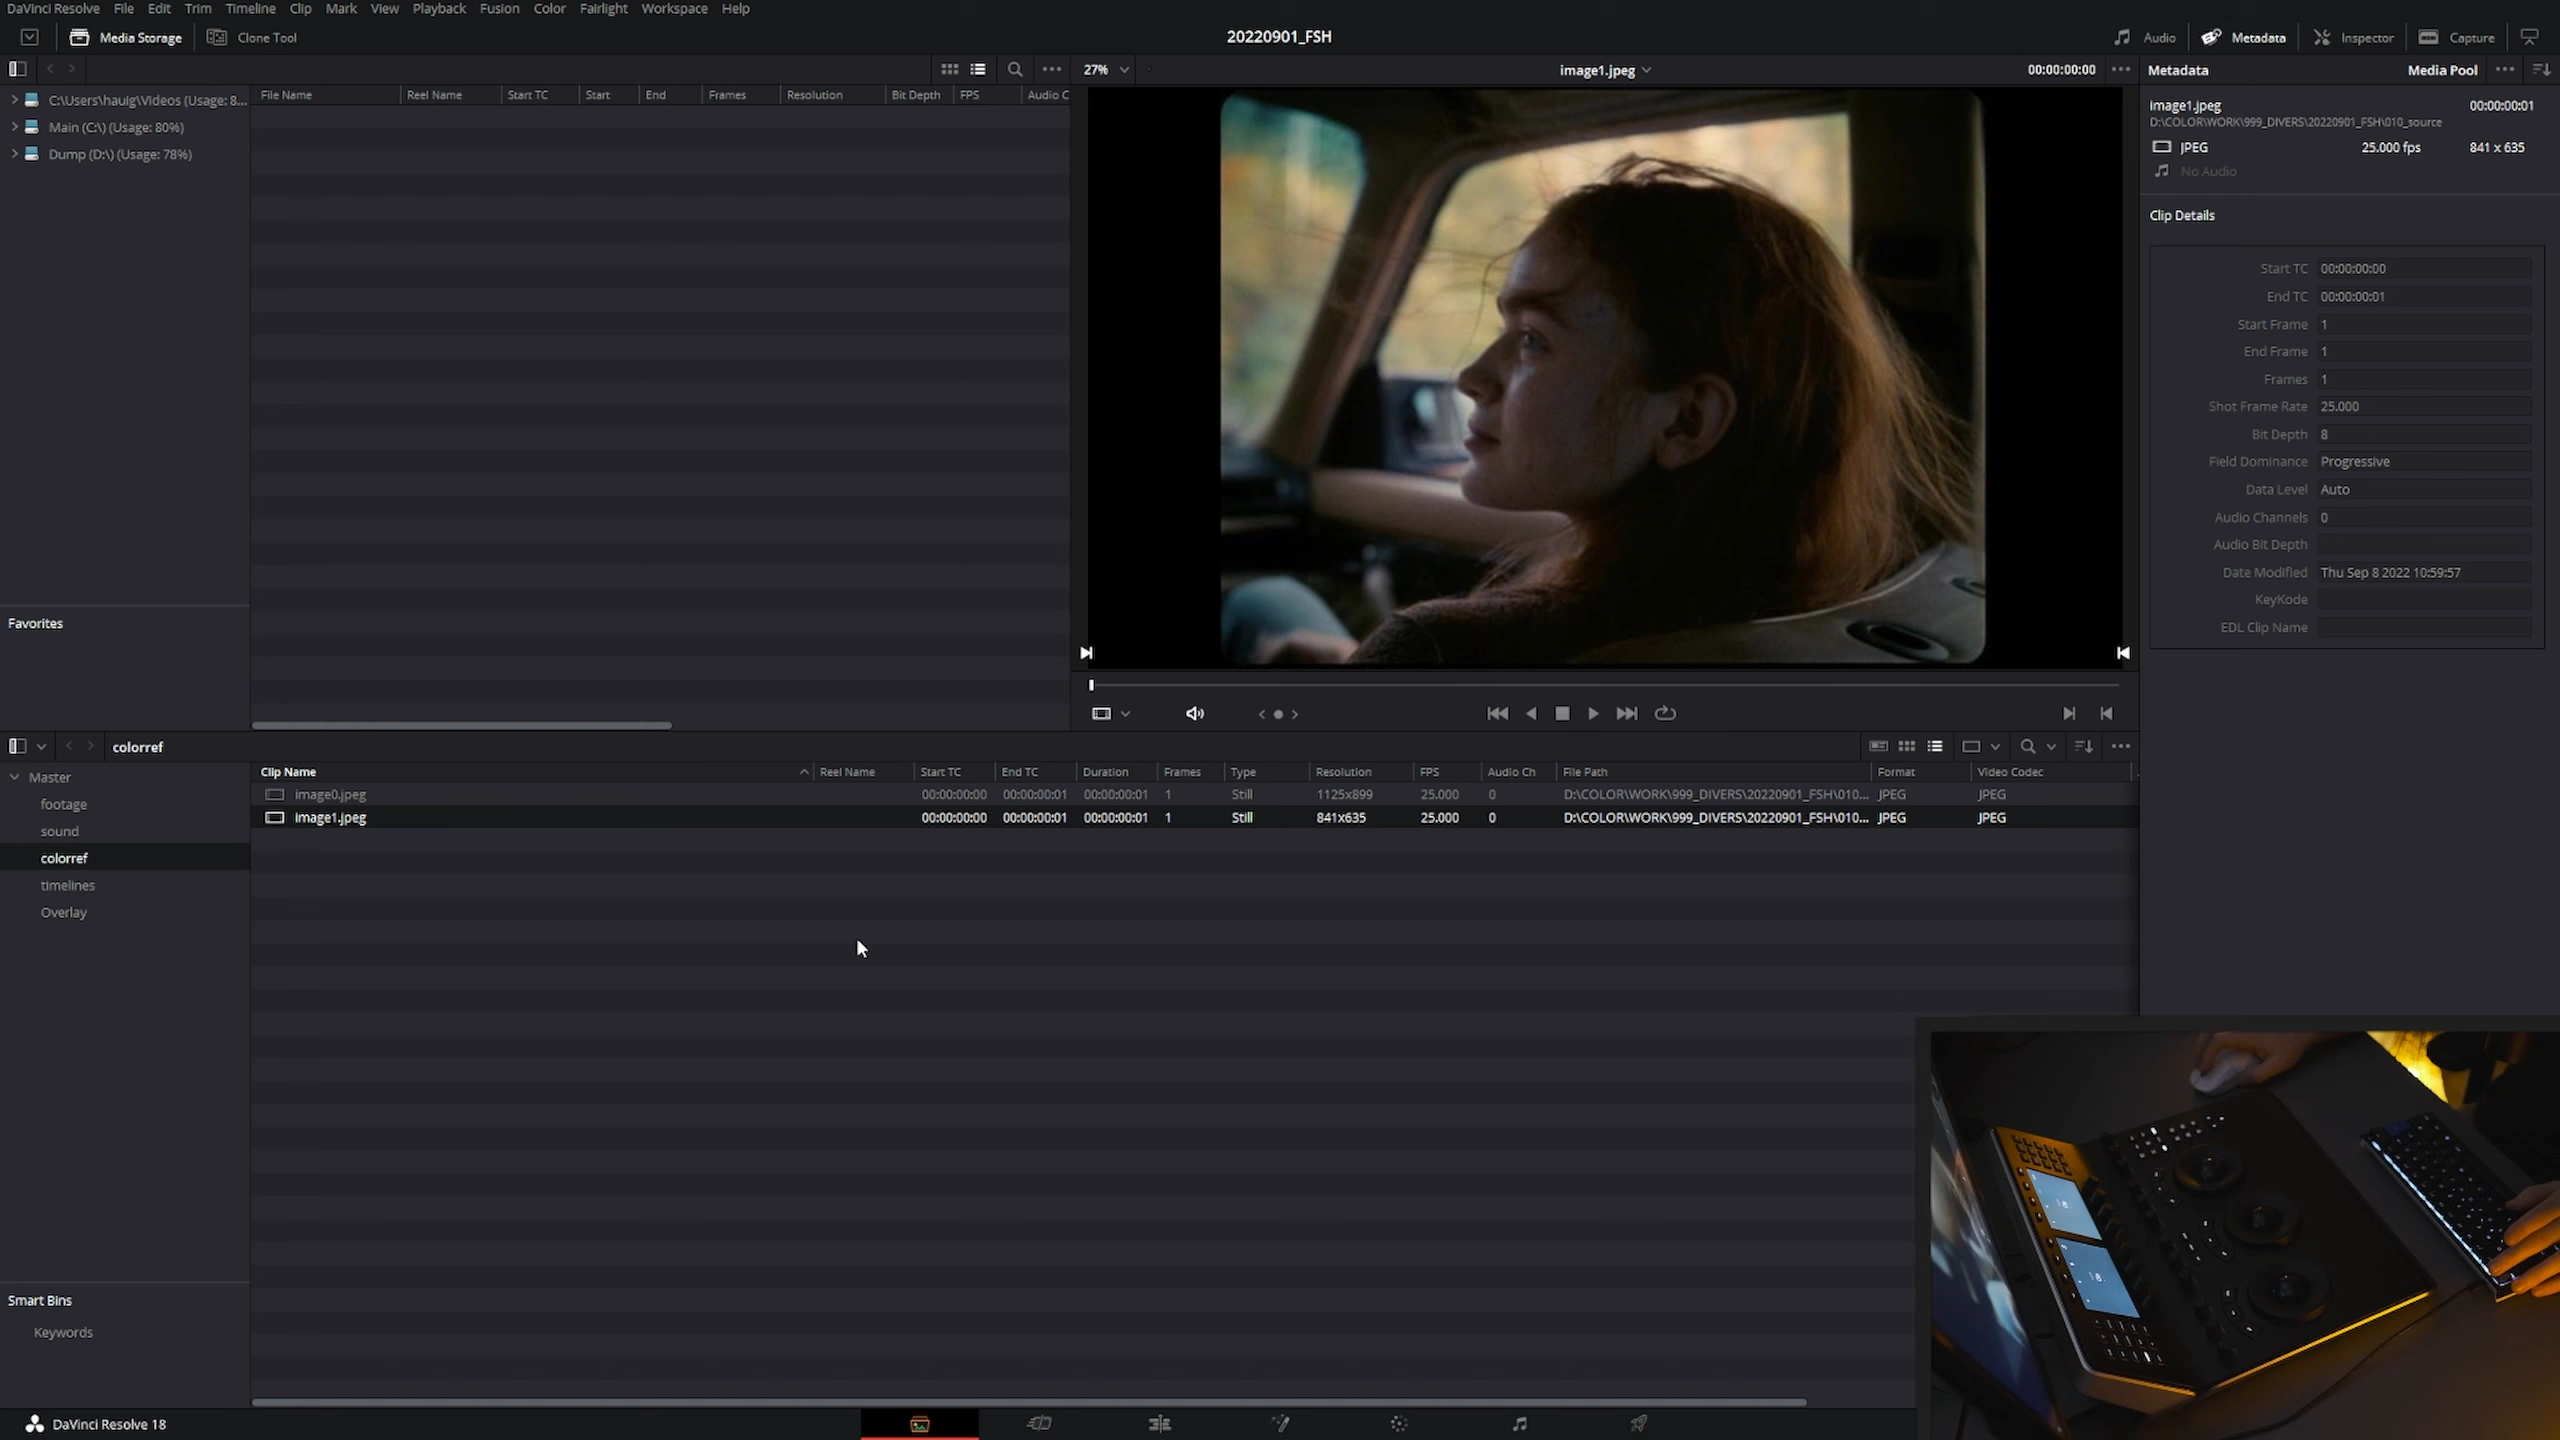 DaVinci Resolve File Edit Trim Timeline Clip Mark View Playback Fusion Color Fairlight Workspace Help
Media Storage Clone Tool 20220901_FSH Audio Metadata Inspector Capture
27% image1.jpeg 00:00:00:00 Metadata Media Pool
C:\Users\hauig\Videos (Usage: 8...
Main (C:\) (Usage: 80%)
Dump (D:\) (Usage: 78%)
Favorites
File Name Reel Name Start TC Start End Frames Resolution Bit Depth FPS Audio C
image1.jpeg 00:00:00:01
D:\COLOR\WORK\999_DIVERS\20220901_FSH\010_source
JPEG 25.000 fps 841 x 635
No Audio
Clip Details
Start TC 00:00:00:00
End TC 00:00:00:01
Start Frame 1
End Frame 1
Frames 1
Shot Frame Rate 25.000
Bit Depth 8
Field Dominance Progressive
Data Level Auto
Audio Channels 0
Audio Bit Depth
Date Modified Thu Sep 8 2022 10:59:57
KeyKode
EDL Clip Name
colorref
Master
footage
sound
colorref
timelines
Overlay
Smart Bins
Keywords
Clip Name Reel Name Start TC End TC Duration Frames Type Resolution FPS Audio Ch File Path Format Video Codec
image0.jpeg 00:00:00:00 00:00:00:01 00:00:00:01 1 Still 1125x899 25.000 0 D:\COLOR\WORK\999_DIVERS\20220901_FSH\010... JPEG JPEG
image1.jpeg 00:00:00:00 00:00:00:01 00:00:00:01 1 Still 841x635 25.000 0 D:\COLOR\WORK\999_DIVERS\20220901_FSH\010... JPEG JPEG
DaVinci Resolve 18